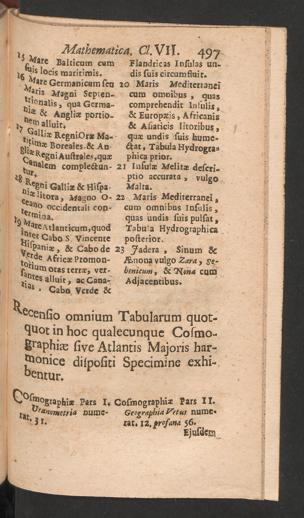 Mathematica, Cl. VII. 497
15 Mare Balticum cum
suis locis maritimis.
16 Mare Germanicum seu
Maris Magni Septen-
trionalis, qua Germa-
niæ & Angliæ portio-
nem alluit.
17 Galliæ Regni Oræ Ma-
ritimæ Boreales & An-
gliæ Regni Australes, quæ
Canalem complectun-
tur.
18 Regni Galliæ & Hispa-
niæ litora, Magno O-
ceano occidentali con-
termina.
19 Mare Atlanticum, quod
inter Cabo S. Vincente
Hispaniæ, & Cabo de
Verde Africæ Promon-
torium oras terræ, ver-
santes alluit, ac Cana-
rias, Cabo Verde &
Flandricas Insulas un-
dis suis circumfluit.
20 Maris Mediterranei
cum omnibus, quas
comprehendit Insulis,
& Europæis, Africanis
& Asiaticis litoribus,
quæ undis suis hume-
ctat, Tabula Hydrogra-
phica prior.
21 Insulæ Melitæ descri-
ptio accurata, vulgo
Malta.
22 Maris Mediterranei,
cum omnibus Insulis,
quas undis suis pulsat,
Tabula Hydrographica
posterior.
23 Jadera, Sinum &
Ænona vulgo Zara, Se-
benicum, & Nona cum
Adjacentibus.
Recensio omnium Tabularum quot-
quot in hoc qualecunque Cosmo-
graphiæ sive Atlantis Majoris har-
monice dispositi Specimine exhi-
bentur.
Cosmographiæ Pars I.
Uranometria nume-
rat. 31.
Cosmographiæ Pars II.
Geographia Vetus nume-
rat. 12. profana 56.
Ejusdem